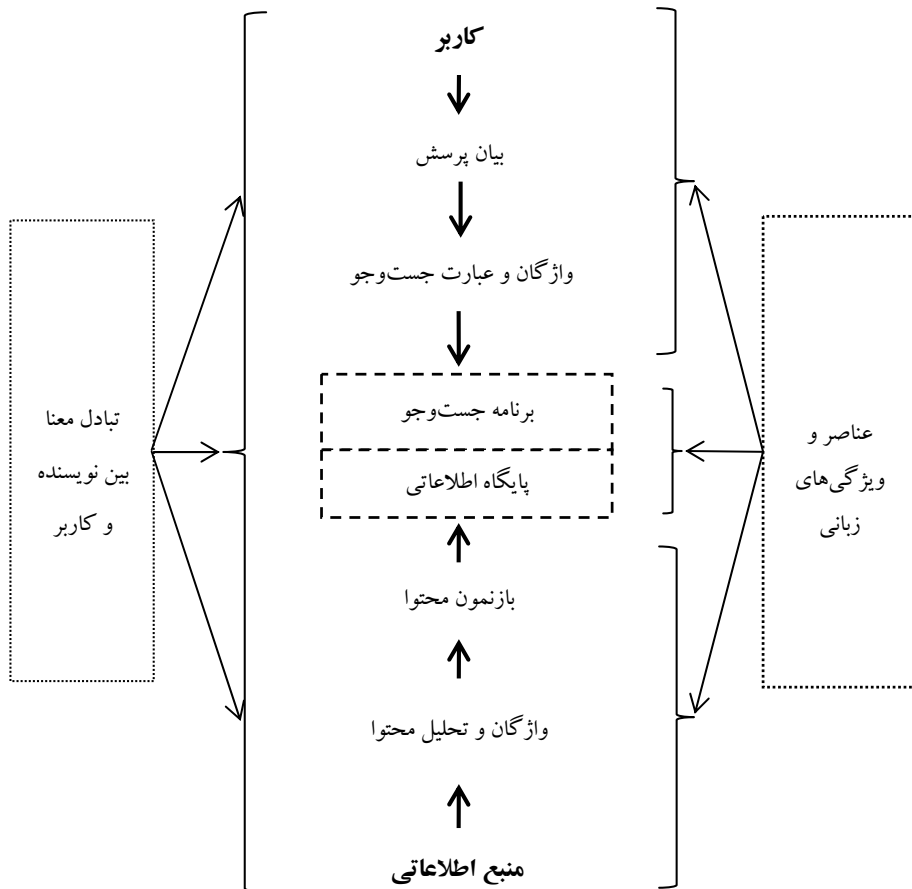 کاربر
بیان پرسش
واژگان و عبارت جست‌وجو
برنامه جست‌وجو
پایگاه اطلاعاتی
بازنمون محتوا
واژگان و تحلیل محتوا
منبع اطلاعاتی
عناصر و
ویژگی‌های
زبانی
تبادل معنا
بین نویسنده
و کاربر